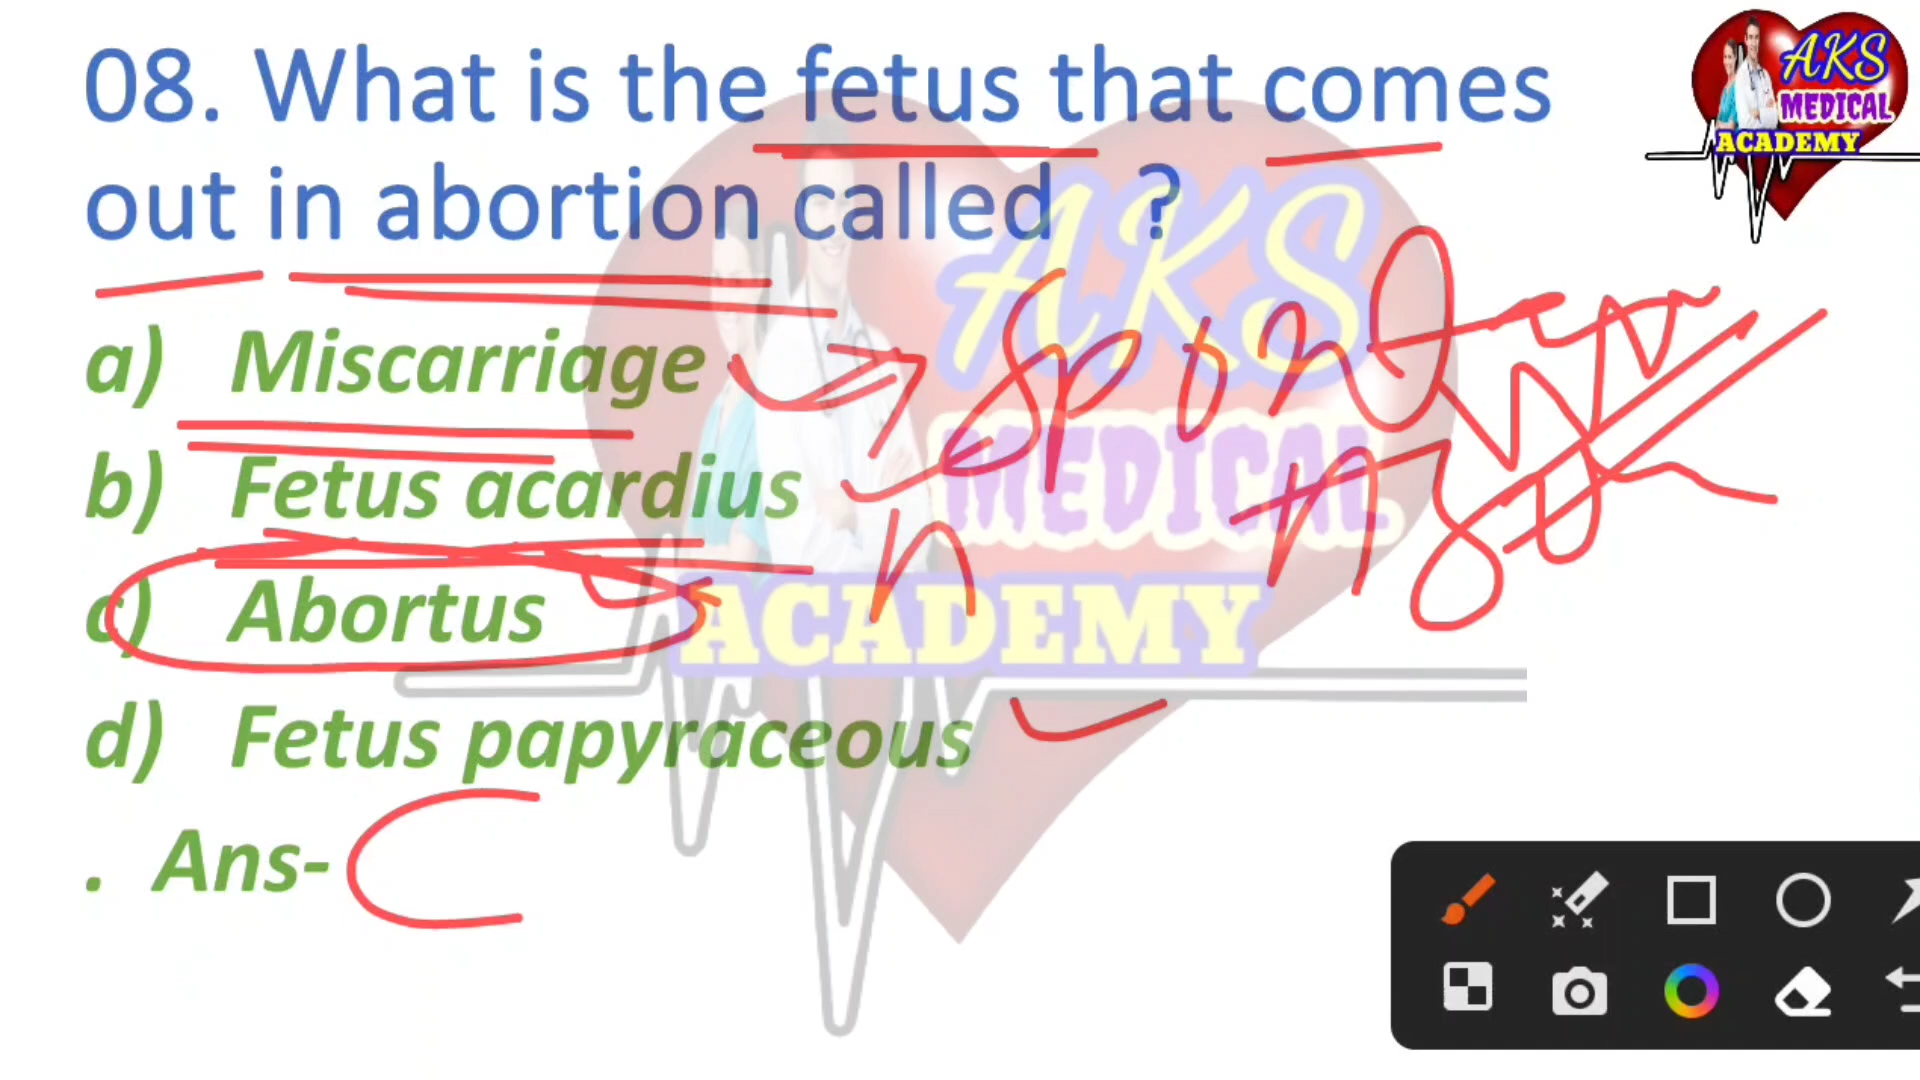 08. What is the fetus that comes
out in abortion called ?
a) Miscarriage
b) Fetus acardius
c) Abortus
d) Fetus papyraceous
. Ans- C
AKS
MEDICAL
ACADEMY
AKS
MEDICAL
ACADEMY